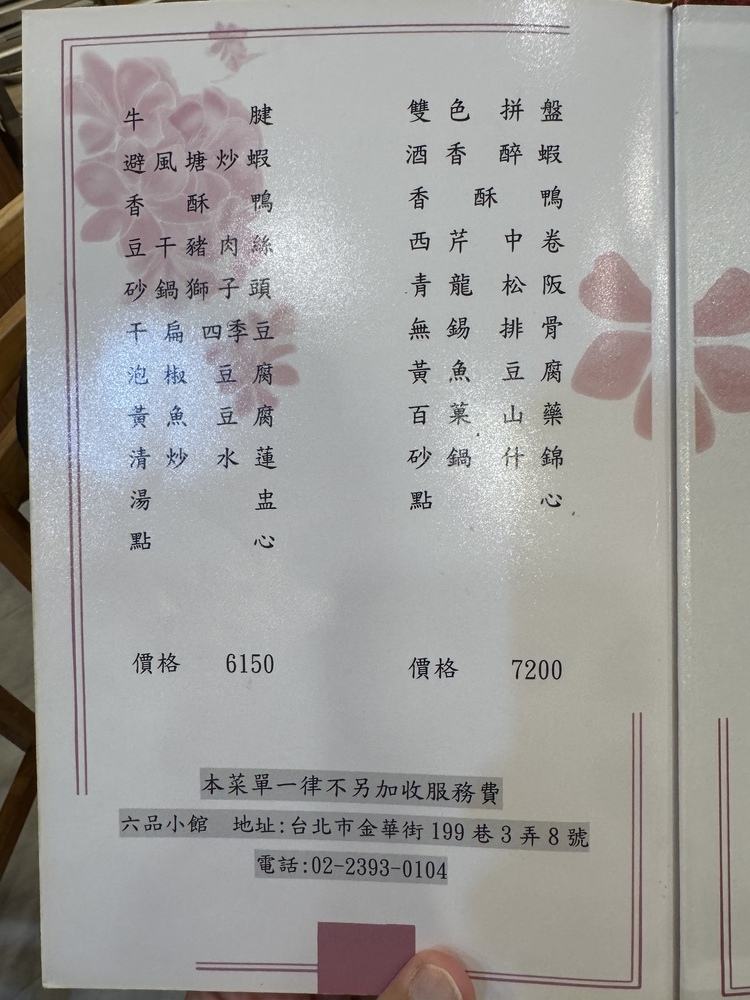 牛腱
避風塘炒蝦
香酥鴨
豆干豬肉絲
砂鍋獅子頭
干扁四季豆
泡椒豆腐
黃魚豆腐
清炒水蓮
湯盅
點心
價格 6150
雙色拼盤
酒香醉蝦
香酥鴨
西芹中卷
青龍松阪
無錫排骨
黃魚豆腐
百菓山藥
砂鍋什錦
點心
價格 7200
本菜單一律不另加收服務費
六品小館 地址:台北市金華街199巷3弄8號
電話:02-2393-0104